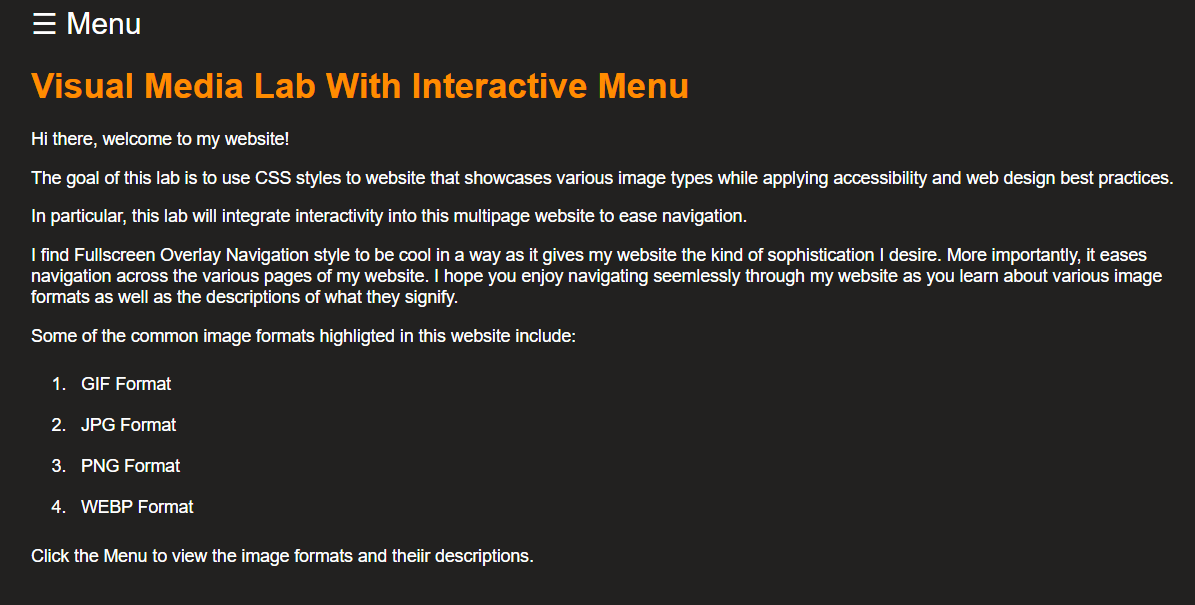 ☰ Menu
Visual Media Lab With Interactive Menu
Hi there, welcome to my website!
The goal of this lab is to use CSS styles to website that showcases various image types while applying accessibility and web design best practices.
In particular, this lab will integrate interactivity into this multipage website to ease navigation.
I find Fullscreen Overlay Navigation style to be cool in a way as it gives my website the kind of sophistication I desire. More importantly, it eases
navigation across the various pages of my website. I hope you enjoy navigating seemlessly through my website as you learn about various image
formats as well as the descriptions of what they signify.
Some of the common image formats highligted in this website include:
1. GIF Format
2. JPG Format
3. PNG Format
4. WEBP Format
Click the Menu to view the image formats and theiir descriptions.